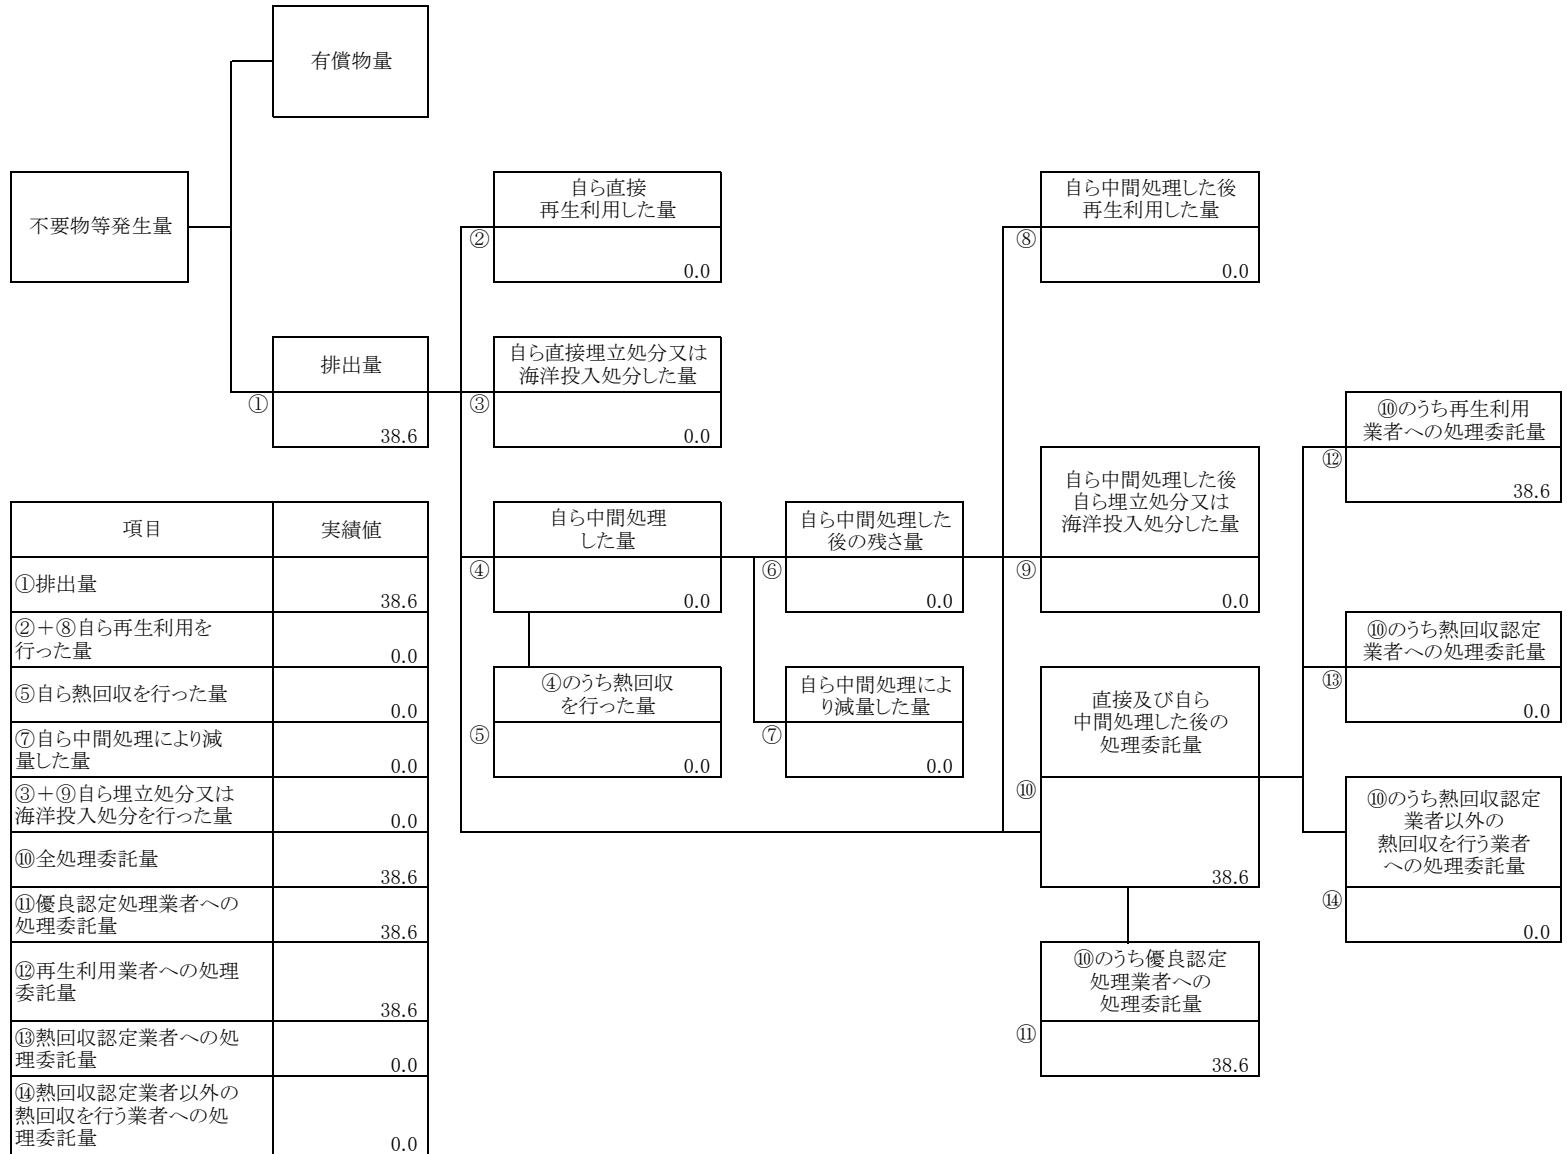 有償物量
不要物等発生量
自ら直接
再生利用した量
②
0.0
自ら中間処理した後
再生利用した量
⑧
0.0
排出量
①
38.6
自ら直接埋立処分又は
海洋投入処分した量
③
0.0
⑩のうち再生利用
業者への処理委託量
⑫
38.6
自ら中間処理
した量
④
0.0
自ら中間処理した
後の残さ量
⑥
0.0
自ら中間処理した後
自ら埋立処分又は
海洋投入処分した量
⑨
0.0
⑩のうち熱回収認定
業者への処理委託量
⑬
0.0
④のうち熱回収
を行った量
⑤
0.0
自ら中間処理によ
り減量した量
⑦
0.0
直接及び自ら
中間処理した後の
処理委託量
⑩
38.6
⑩のうち熱回収認定
業者以外の
熱回収を行う業者
への処理委託量
⑭
0.0
⑩のうち優良認定
処理業者への
処理委託量
⑪
38.6
項目
実績値
①排出量
38.6
②＋⑧自ら再生利用を
行った量
0.0
⑤自ら熱回収を行った量
0.0
⑦自ら中間処理により減
量した量
0.0
③＋⑨自ら埋立処分又は
海洋投入処分を行った量
0.0
⑩全処理委託量
38.6
⑪優良認定処理業者への
処理委託量
38.6
⑫再生利用業者への処理
委託量
38.6
⑬熱回収認定業者への処
理委託量
0.0
⑭熱回収認定業者以外の
熱回収を行う業者への処
理委託量
0.0